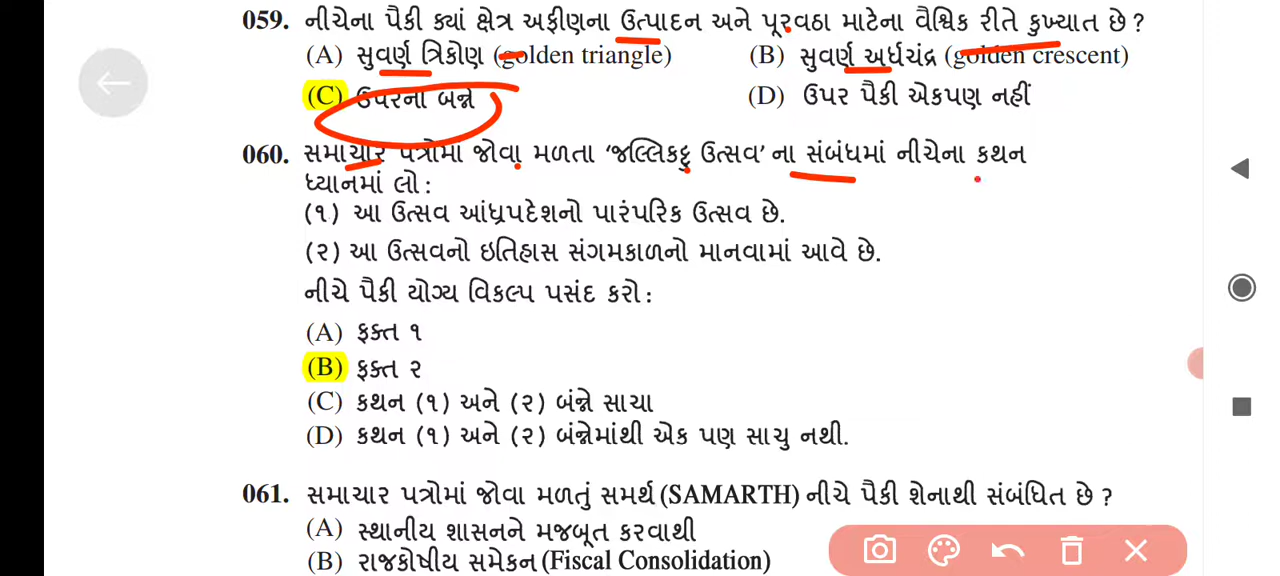 059. નીચેના પૈકી ક્યાં ક્ષેત્ર અફીણના ઉત્પાદન અને પૂરવઠા માટેના વૈશ્વિક રીતે કુખ્યાત છે?
(A) સુવર્ણ ત્રિકોણ (golden triangle) (B) સુવર્ણ અર્ધચંદ્ર (golden crescent)
(C) ઉપરના બન્ને (D) ઉપર પૈકી એકપણ નહીં
060. સમાચાર પત્રોમાં જોવા મળતા ‘જલ્લિકટ્ટુ ઉત્સવ’ના સંબંધમાં નીચેના કથન
ધ્યાનમાં લો:
(૧) આ ઉત્સવ આંધ્રપદેશનો પારંપરિક ઉત્સવ છે.
(૨) આ ઉત્સવનો ઇતિહાસ સંગમકાળનો માનવામાં આવે છે.
નીચે પૈકી યોગ્ય વિકલ્પ પસંદ કરો:
(A) ફક્ત ૧
(B) ફક્ત ૨
(C) કથન (૧) અને (૨) બંન્ને સાચા
(D) કથન (૧) અને (૨) બંન્નેમાંથી એક પણ સાચુ નથી.
061. સમાચાર પત્રોમાં જોવા મળતું સમર્થ (SAMARTH) નીચે પૈકી શેનાથી સંબંધિત છે?
(A) સ્થાનીય શાસનને મજબૂત કરવાથી
(B) રાજકોષીય સમેકન (Fiscal Consolidation)